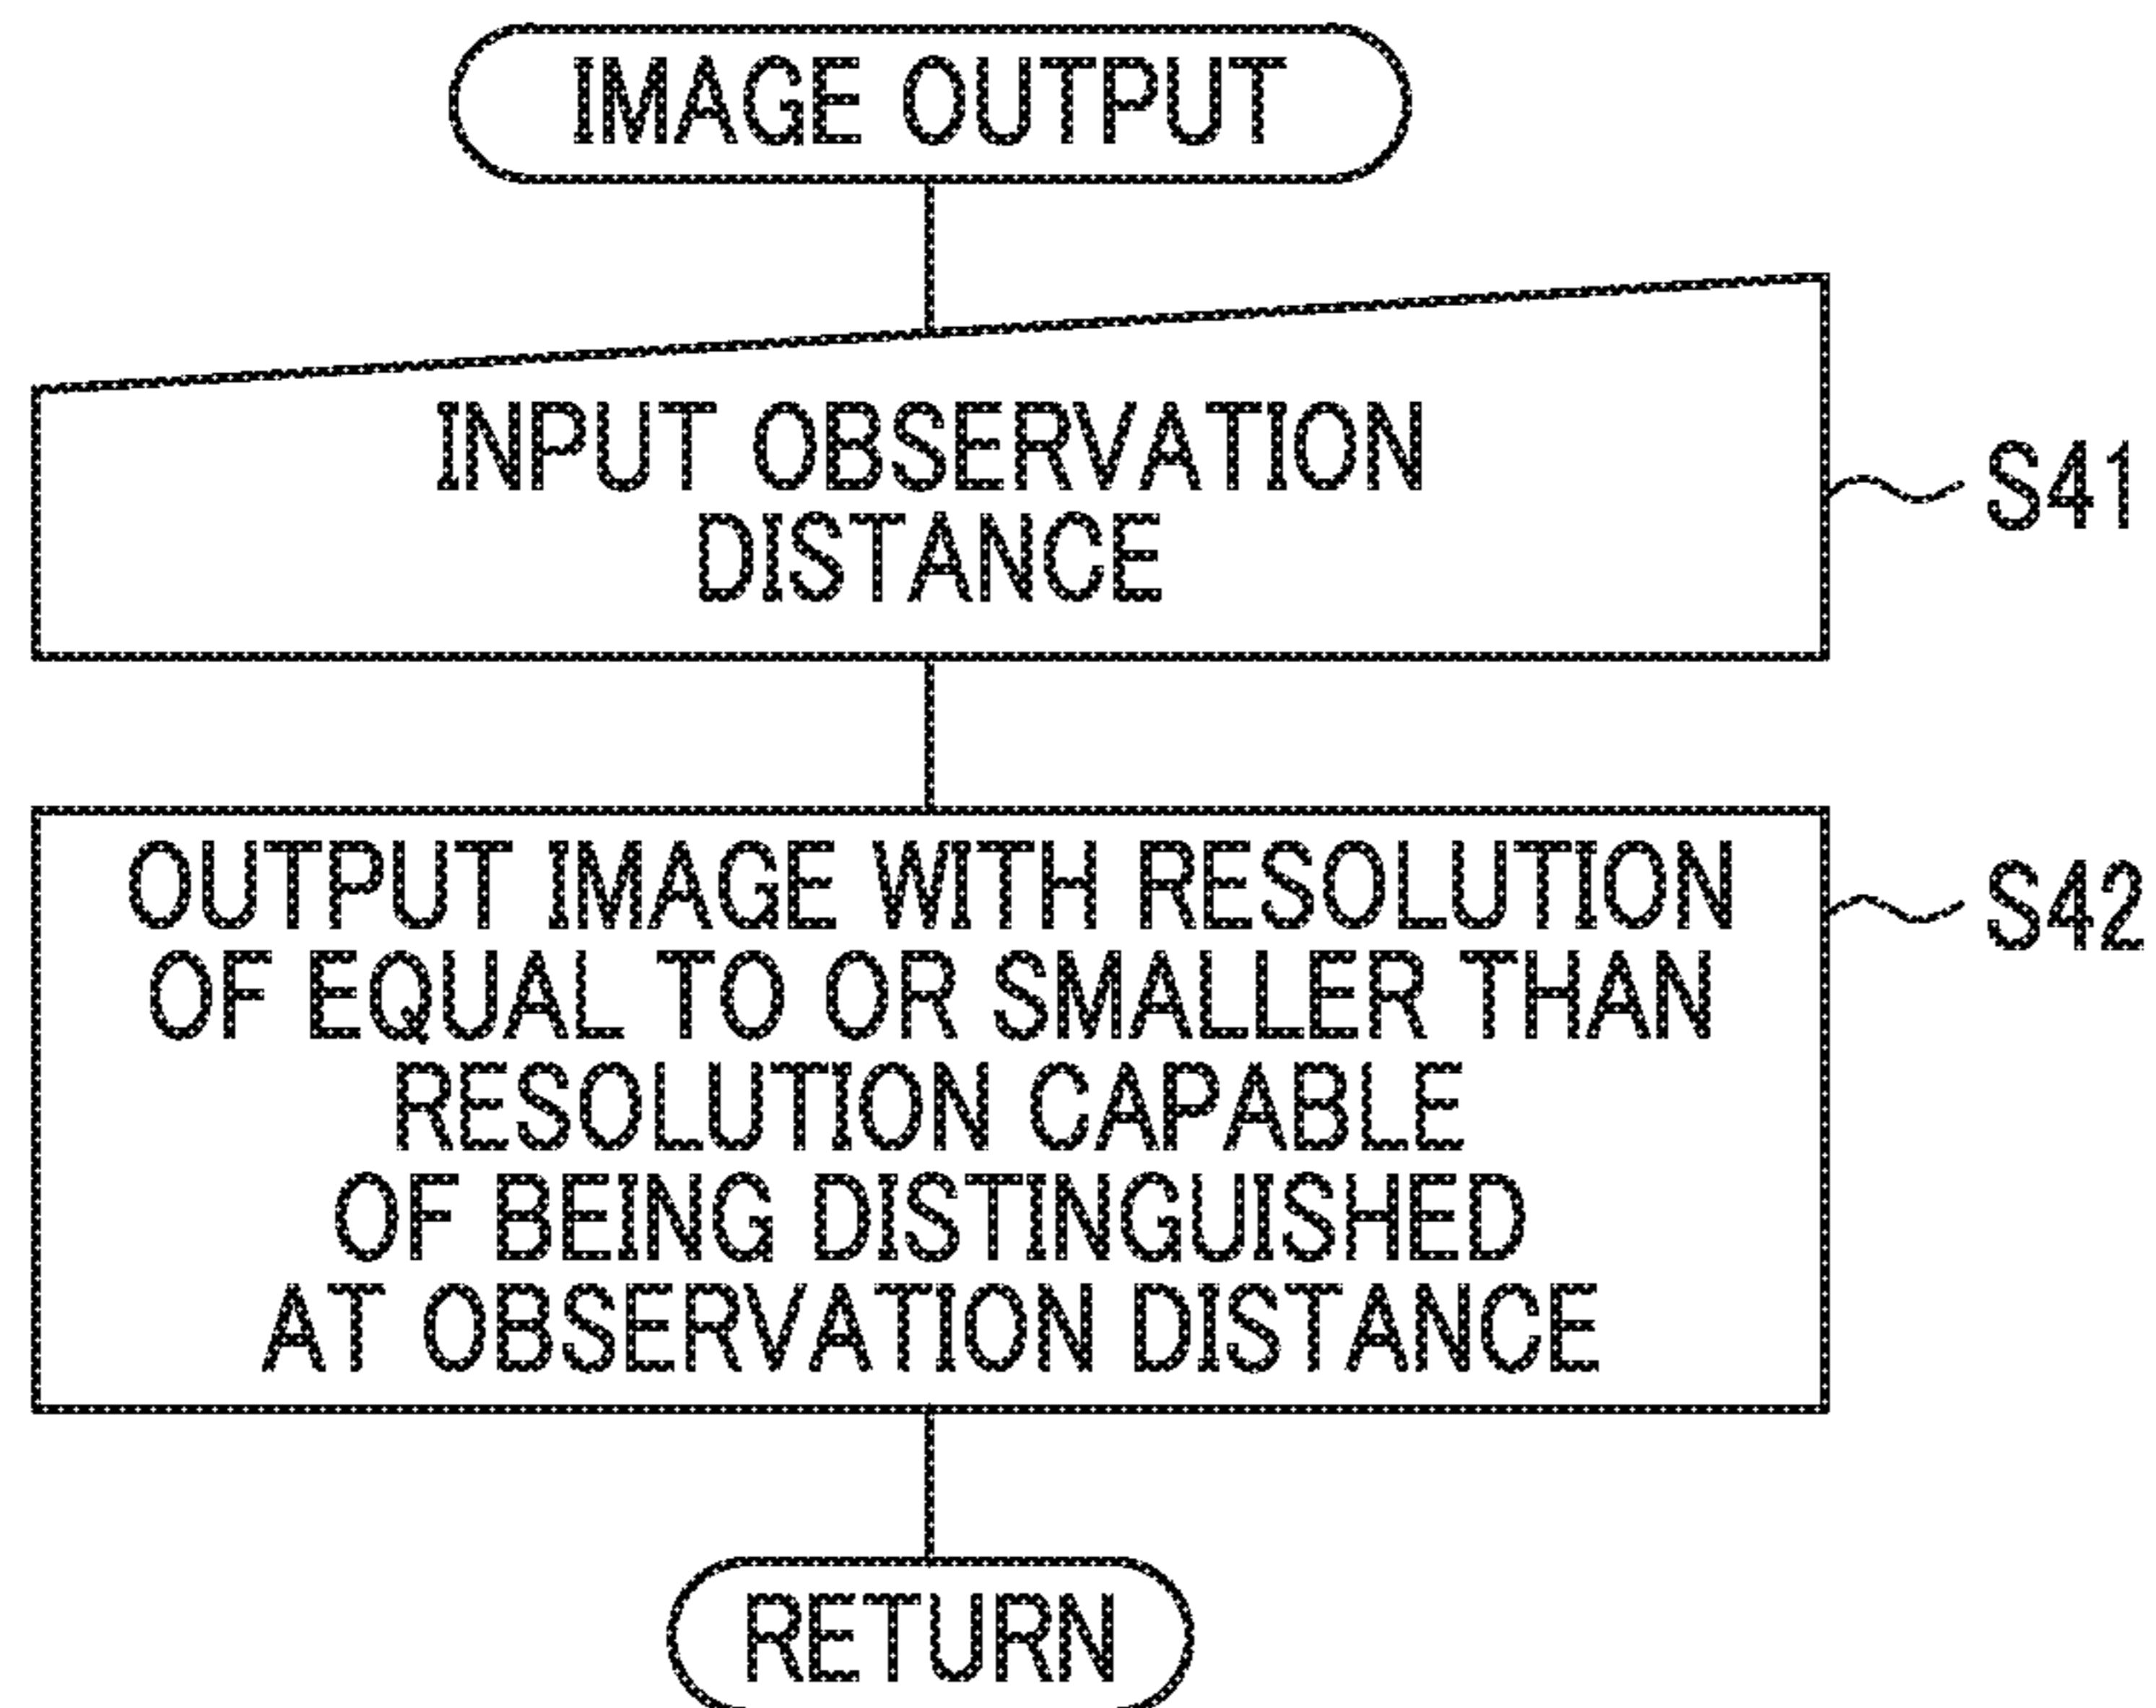 IMAGE OUTPUT
INPUT OBSERVATION
DISTANCE
S41
OUTPUT IMAGE WITH RESOLUTION
OF EQUAL TO OR SMALLER THAN
RESOLUTION CAPABLE
OF BEING DISTINGUISHED
AT OBSERVATION DISTANCE
S42
RETURN